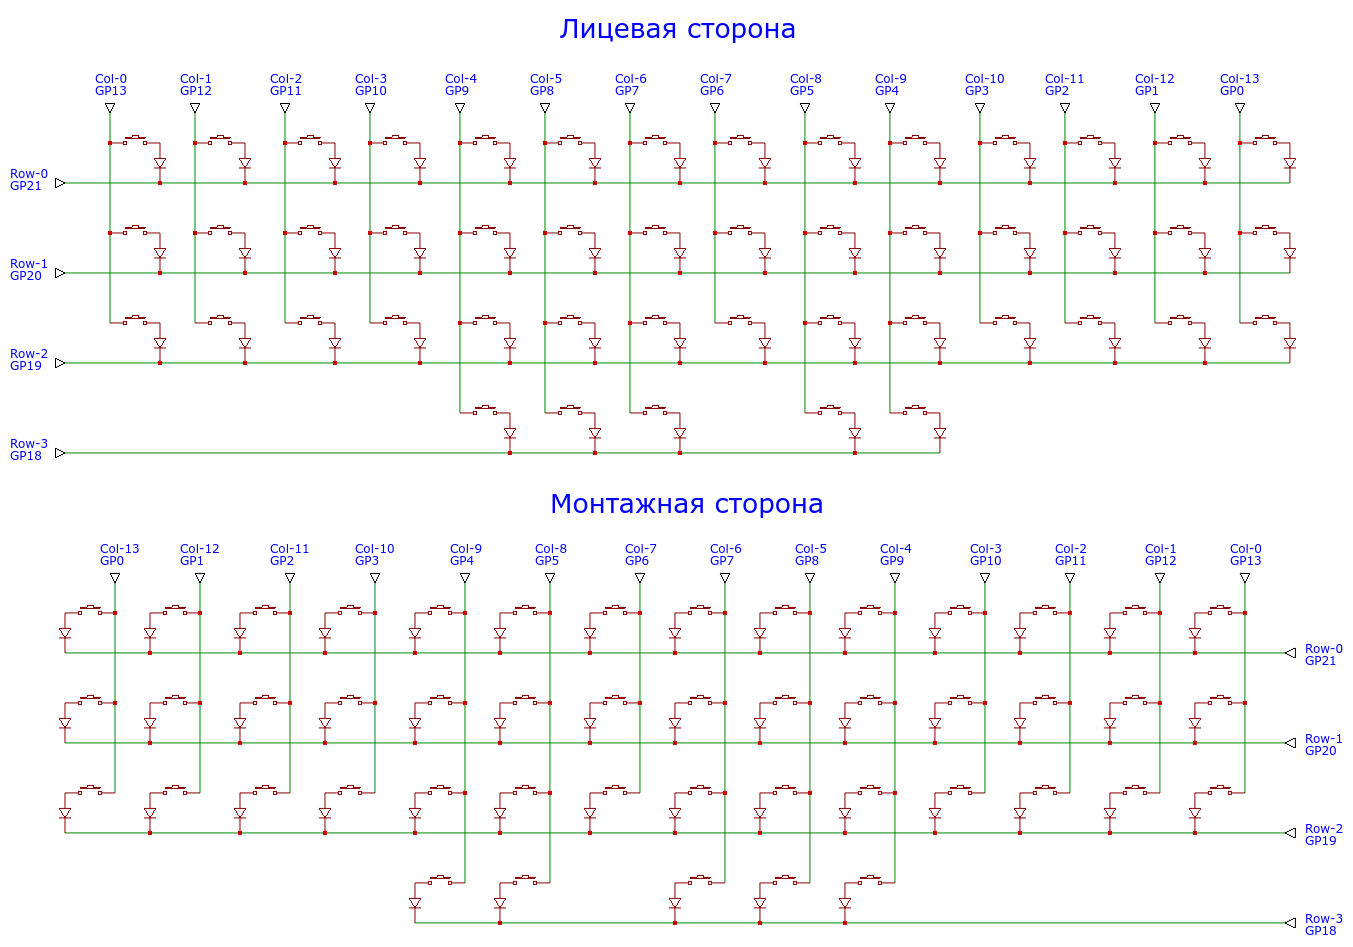 Лицевая сторона
Col-0 Col-1 Col-2 Col-3 Col-4 Col-5 Col-6 Col-7 Col-8 Col-9 Col-10 Col-11 Col-12 Col-13
GP13 GP12 GP11 GP10 GP9 GP8 GP7 GP6 GP5 GP4 GP3 GP2 GP1 GP0
Row-0
GP21
Row-1
GP20
Row-2
GP19
Row-3
GP18
Монтажная сторона
Col-13 Col-12 Col-11 Col-10 Col-9 Col-8 Col-7 Col-6 Col-5 Col-4 Col-3 Col-2 Col-1 Col-0
GP0 GP1 GP2 GP3 GP4 GP5 GP6 GP7 GP8 GP9 GP10 GP11 GP12 GP13
Row-0
GP21
Row-1
GP20
Row-2
GP19
Row-3
GP18